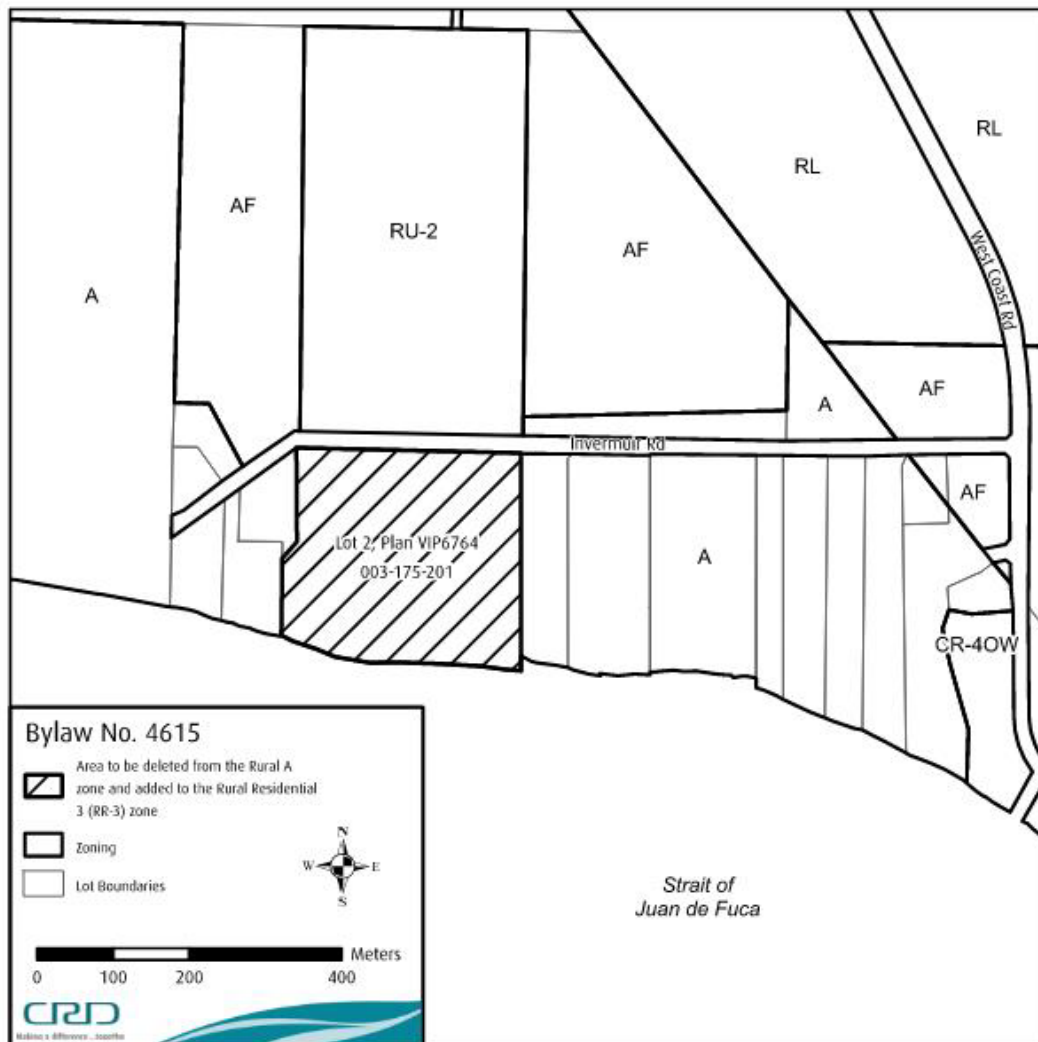 RL
RL
AF
RU-2
AF
A
West Coast Rd
AF
A
Invermuir Rd
AF
Lot 2, Plan VIP6764
003-175-201
A
CR-4OW
Bylaw No. 4615
Area to be deleted from the Rural A
zone and added to the Rural Residential
3 (RR-3) zone
Zoning
Lot Boundaries
N
W E
S
Meters
0 100 200 400
CRD
Making a difference...together
Strait of
Juan de Fuca